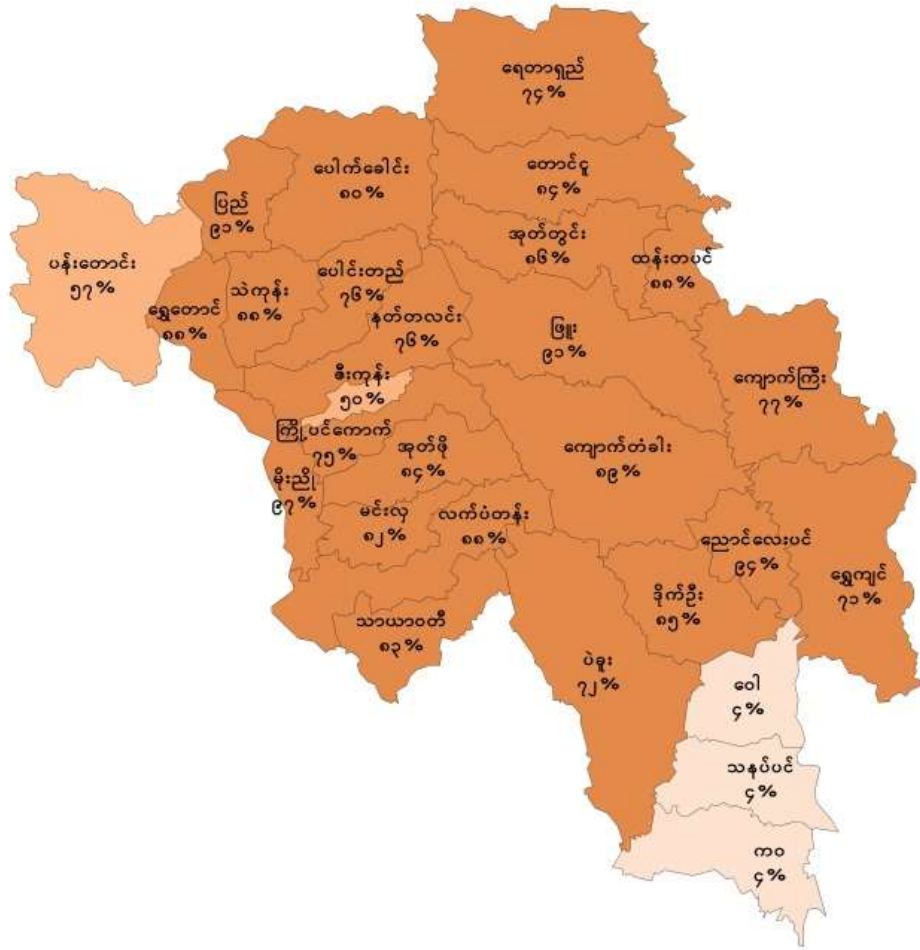 ရေတာရှည်
၇၄%
တောင်ငူ
၈၄%
ပေါက်ခေါင်း
၈၀%
ပြည်
၉၁%
အုတ်တွင်း
၈၆%
ထန်းတပင်
၈၈%
ပန်းတောင်း
၅၇%
သဲကုန်း
၈၈%
ပေါင်းတည်
၇၆%
ရွှေတောင်
၈၈%
နတ်တလင်း
၇၆%
ဖြူး
၉၁%
ကျောက်ကြီး
၇၇%
ဇီးကုန်း
၅၀%
ကြို့ပင်ကောက်
၇၅%
အုတ်ဖို
၈၄%
ကျောက်တံခါး
၈၉%
မိုးညို
၉၇%
မင်းလှ
၈၂%
လက်ပံတန်း
၈၈%
ညောင်လေးပင်
၉၄%
ရွှေကျင်
၇၁%
ဒိုက်ဦး
၈၅%
သာယာဝတီ
၈၃%
ပဲခူး
၇၂%
ဝေါ
၄%
သနပ်ပင်
၄%
ကဝ
၄%